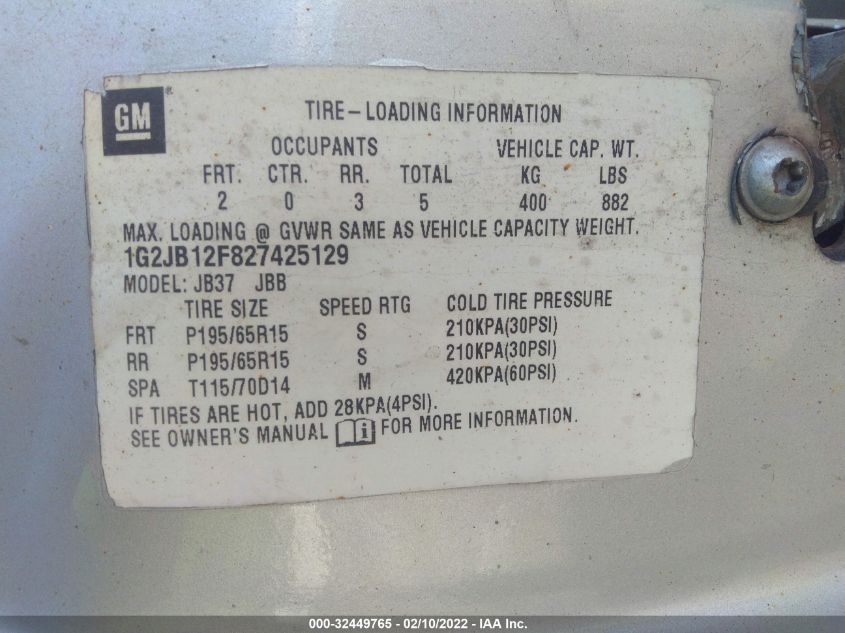 GM ®
TIRE-LOADING INFORMATION
OCCUPANTS VEHICLE CAP. WT.
FRT. CTR. RR. TOTAL KG LBS
2 0 3 5 400 882
MAX. LOADING @ GVWR SAME AS VEHICLE CAPACITY WEIGHT.
1G2JB12F827425129
MODEL: JB37 JBB
TIRE SIZE SPEED RTG COLD TIRE PRESSURE
FRT P195/65R15 S 210KPA(30PSI)
RR P195/65R15 S 210KPA(30PSI)
SPA T115/70D14 M 420KPA(60PSI)
IF TIRES ARE HOT, ADD 28KPA(4PSI).
SEE OWNER'S MANUAL i FOR MORE INFORMATION.
000-32449765 - 02/10/2022 - IAA Inc.